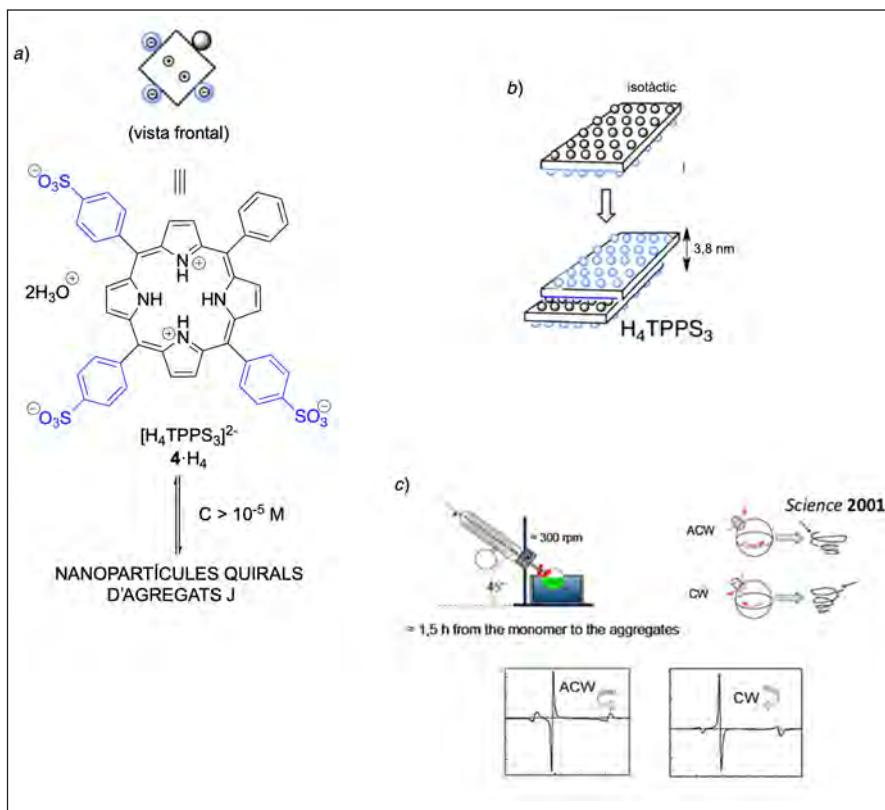 a)
(vista frontal)
⊖
O₃S
NH
⊕
2H₃O⊕
NH
HN
⊕
HN
⊖
O₃S
SO₃⊖
[H₄TPPS₃]²⁻
4·H₄
C > 10⁻⁵ M
NANOPARTÍCULES QUIRALS
D'AGREGATS J
b)
isotàctic
3,8 nm
H₄TPPS₃
c)
≈ 300 rpm
45°
≈ 1,5 h from the monomer to the aggregates
Science 2001
ACW
CW
ACW
CW